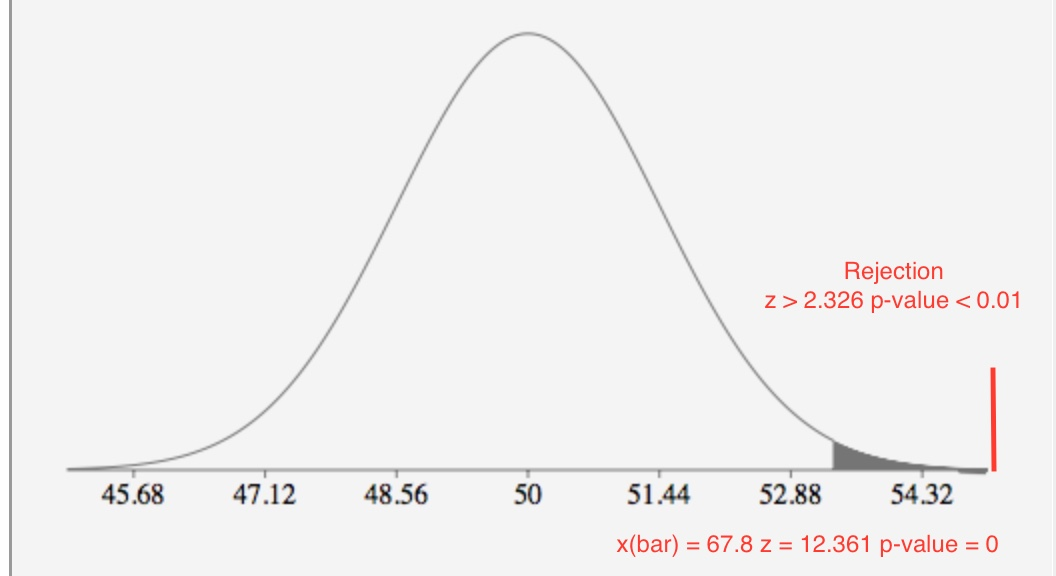 Rejection
z > 2.326 p-value < 0.01
45.68 47.12 48.56 50 51.44 52.88 54.32
x(bar) = 67.8 z = 12.361 p-value = 0